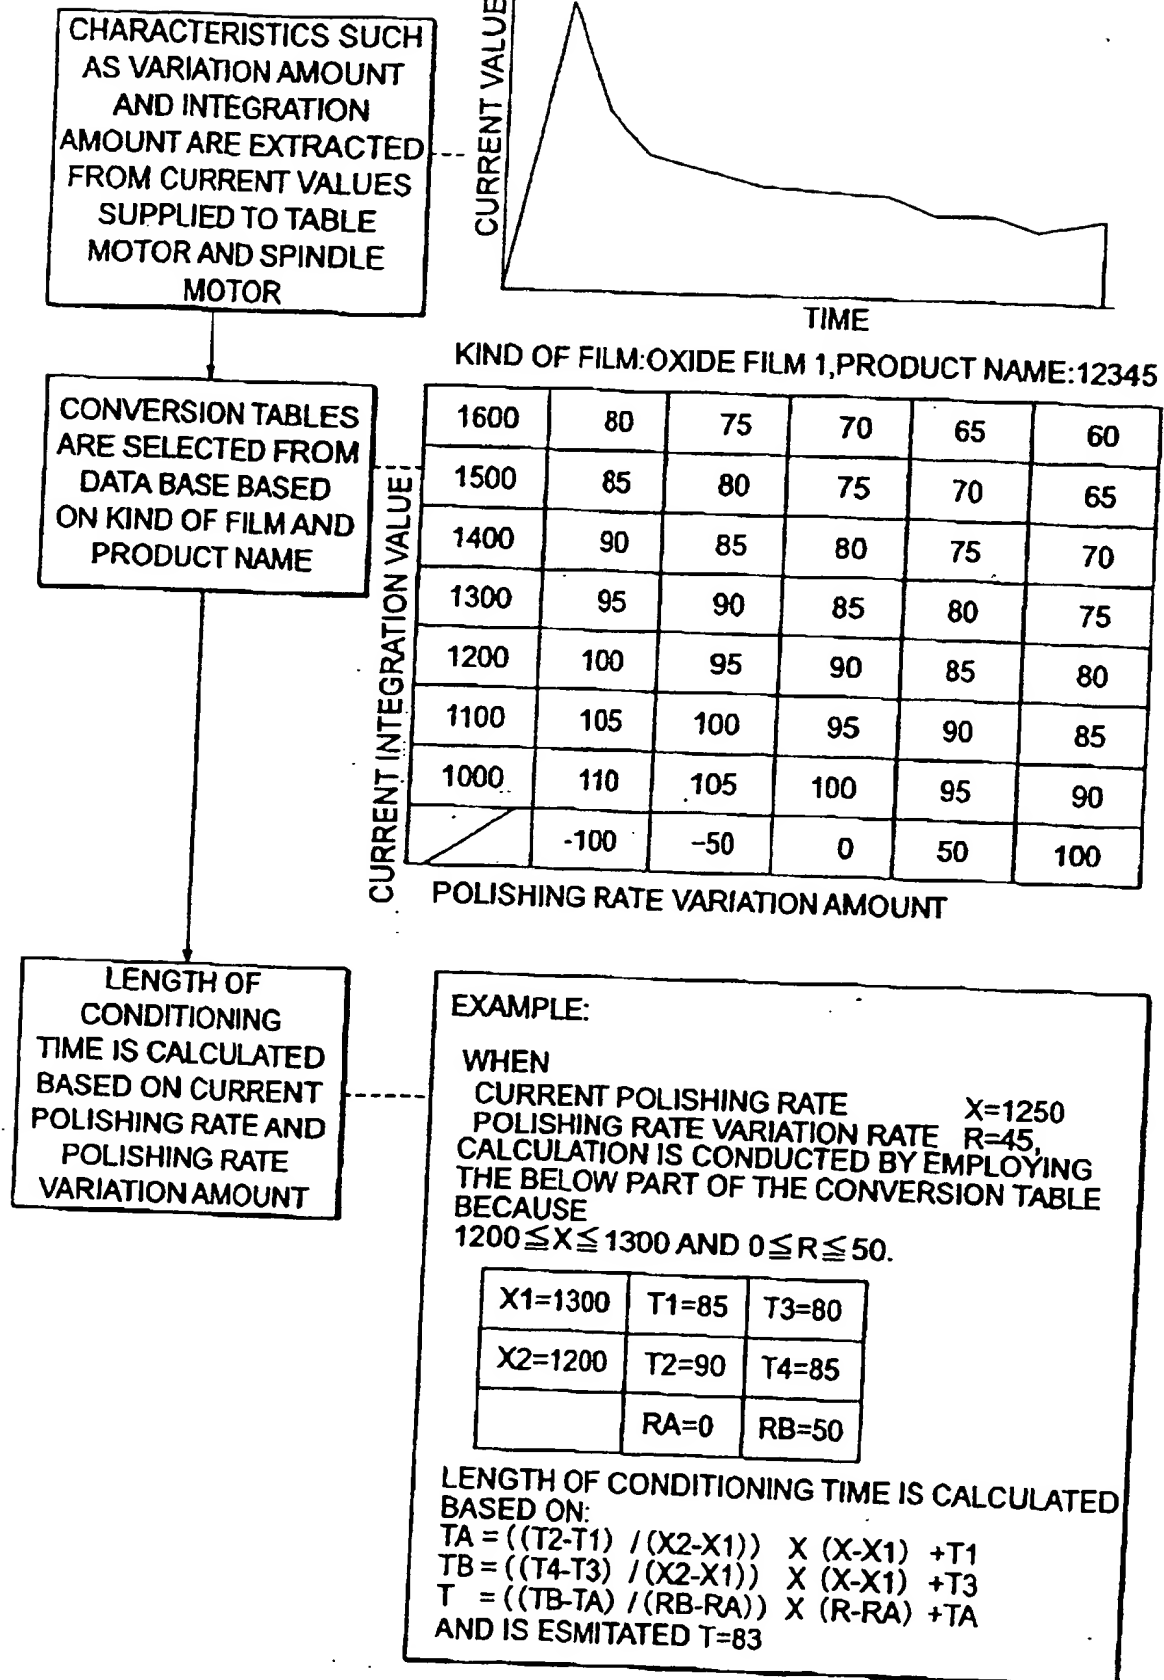 CHARACTERISTICS SUCH
AS VARIATION AMOUNT
AND INTEGRATION
AMOUNT ARE EXTRACTED
FROM CURRENT VALUES
SUPPLIED TO TABLE
MOTOR AND SPINDLE
MOTOR
CURRENT VALUE
TIME
KIND OF FILM:OXIDE FILM 1,PRODUCT NAME:12345
CONVERSION TABLES
ARE SELECTED FROM
DATA BASE BASED
ON KIND OF FILM AND
PRODUCT NAME
CURRENT INTEGRATION VALUE
1600 80 75 70 65 60
1500 85 80 75 70 65
1400 90 85 80 75 70
1300 95 90 85 80 75
1200 100 95 90 85 80
1100 105 100 95 90 85
1000 110 105 100 95 90
-100 -50 0 50 100
POLISHING RATE VARIATION AMOUNT
LENGTH OF
CONDITIONING
TIME IS CALCULATED
BASED ON CURRENT
POLISHING RATE AND
POLISHING RATE
VARIATION AMOUNT
EXAMPLE:
WHEN
CURRENT POLISHING RATE X=1250
POLISHING RATE VARIATION RATE R=45,
CALCULATION IS CONDUCTED BY EMPLOYING
THE BELOW PART OF THE CONVERSION TABLE
BECAUSE
1200≦X≦1300 AND 0≦R≦50.
X1=1300 T1=85 T3=80
X2=1200 T2=90 T4=85
RA=0 RB=50
LENGTH OF CONDITIONING TIME IS CALCULATED
BASED ON:
TA = ((T2-T1) /(X2-X1)) X (X-X1) +T1
TB = ((T4-T3) /(X2-X1)) X (X-X1) +T3
T = ((TB-TA) /(RB-RA)) X (R-RA) +TA
AND IS ESMITATED T=83